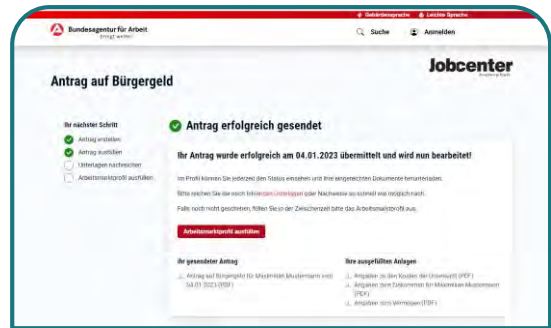 Gebärdensprache Leichte Sprache
Bundesagentur für Arbeit
bringt weiter.
Suche Anmelden
Jobcenter
Antrag auf Bürgergeld
Ihr nächster Schritt
Antrag erstellen
Antrag ausfüllen
Unterlagen nachreichen
Arbeitsmarktprofil ausfüllen
Antrag erfolgreich gesendet
Ihr Antrag wurde erfolgreich am 04.01.2023 übermittelt und wird nun bearbeitet!
Im Profil können Sie jederzeit den Status einsehen und Ihre eingereichten Dokumente herunterladen.
Bitte reichen Sie die noch fehlenden Unterlagen oder Nachweise so schnell wie möglich nach.
Falls noch nicht geschehen, füllen Sie in der Zwischenzeit bitte das Arbeitsmarktprofil aus.
Arbeitsmarktprofil ausfüllen
Ihr gesendeter Antrag
Antrag auf Bürgergeld für Maximilian Mustermann vom
04.01.2023 (PDF)
Ihre ausgefüllten Anlagen
Angaben zu den Kosten der Unterkunft (PDF)
Angaben zum Einkommen für Maximilian Mustermann
(PDF)
Angaben zum Vermögen (PDF)